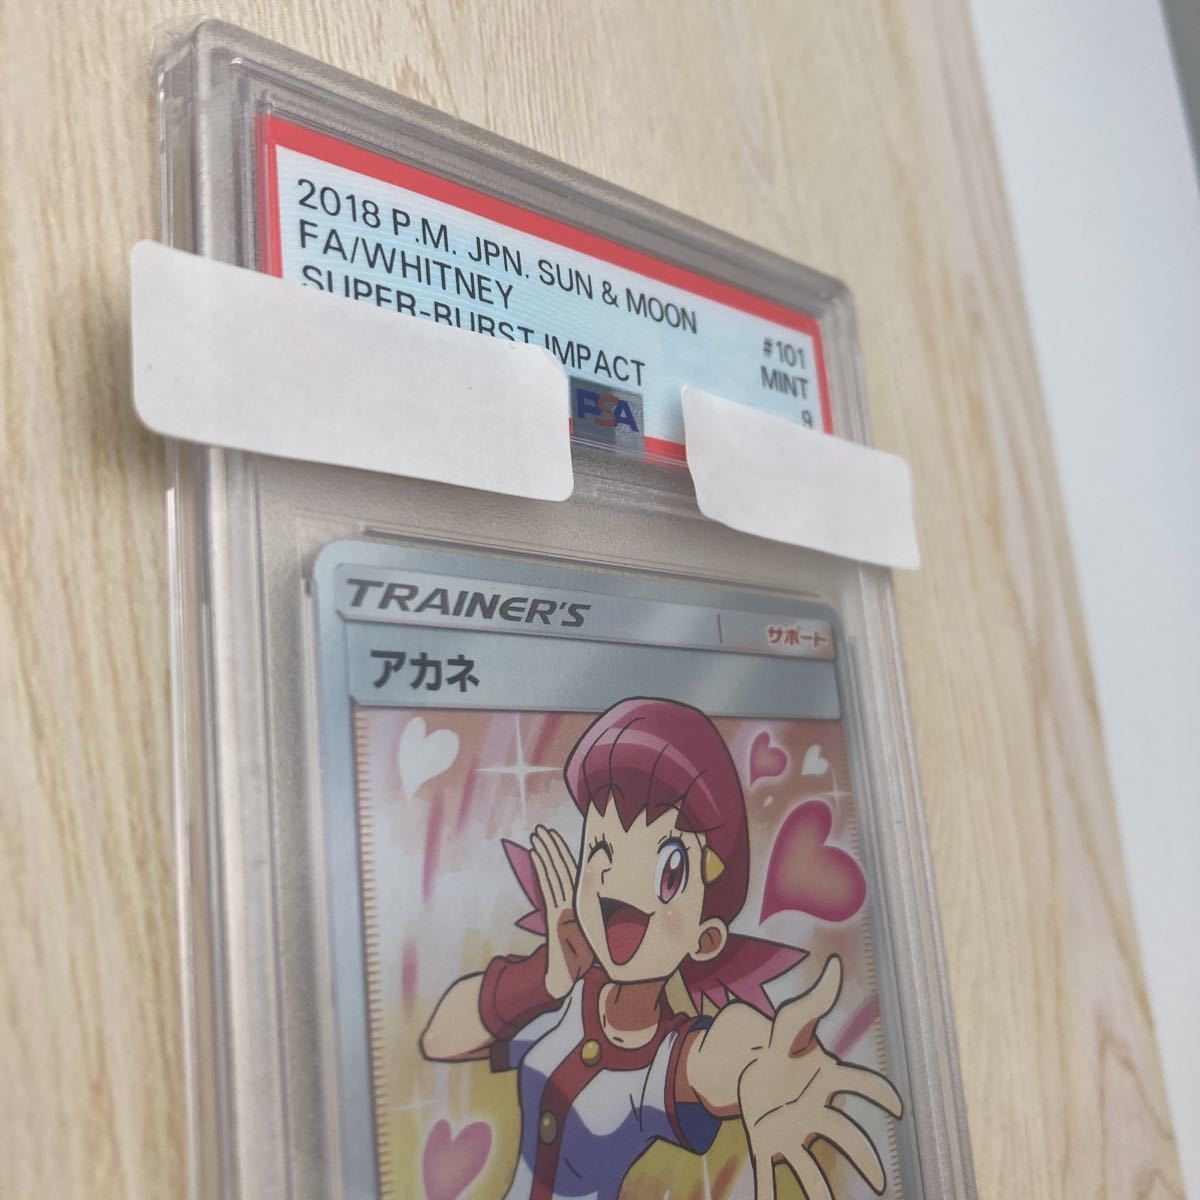 2018 P.M. JPN. SUN & MOON
#101
FA/WHITNEY
MINT
SUPER-BURST IMPACT
9
PSA
TRAINER'S
サポート
アカネ